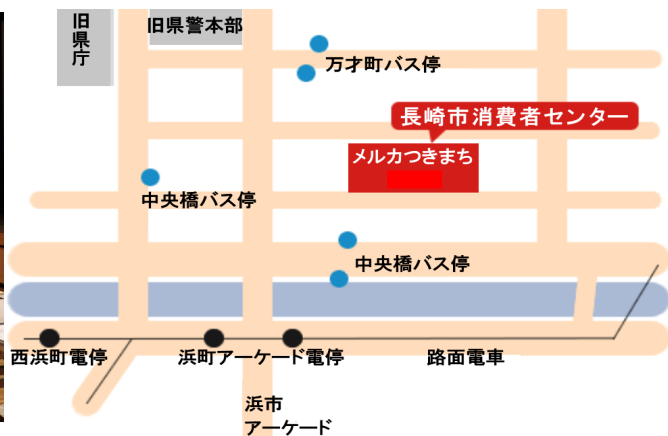 旧県庁
旧県警本部
万才町バス停
長崎市消費者センター
メルカつきまち
中央橋バス停
中央橋バス停
西浜町電停
浜町アーケード電停
路面電車
浜市
アーケード